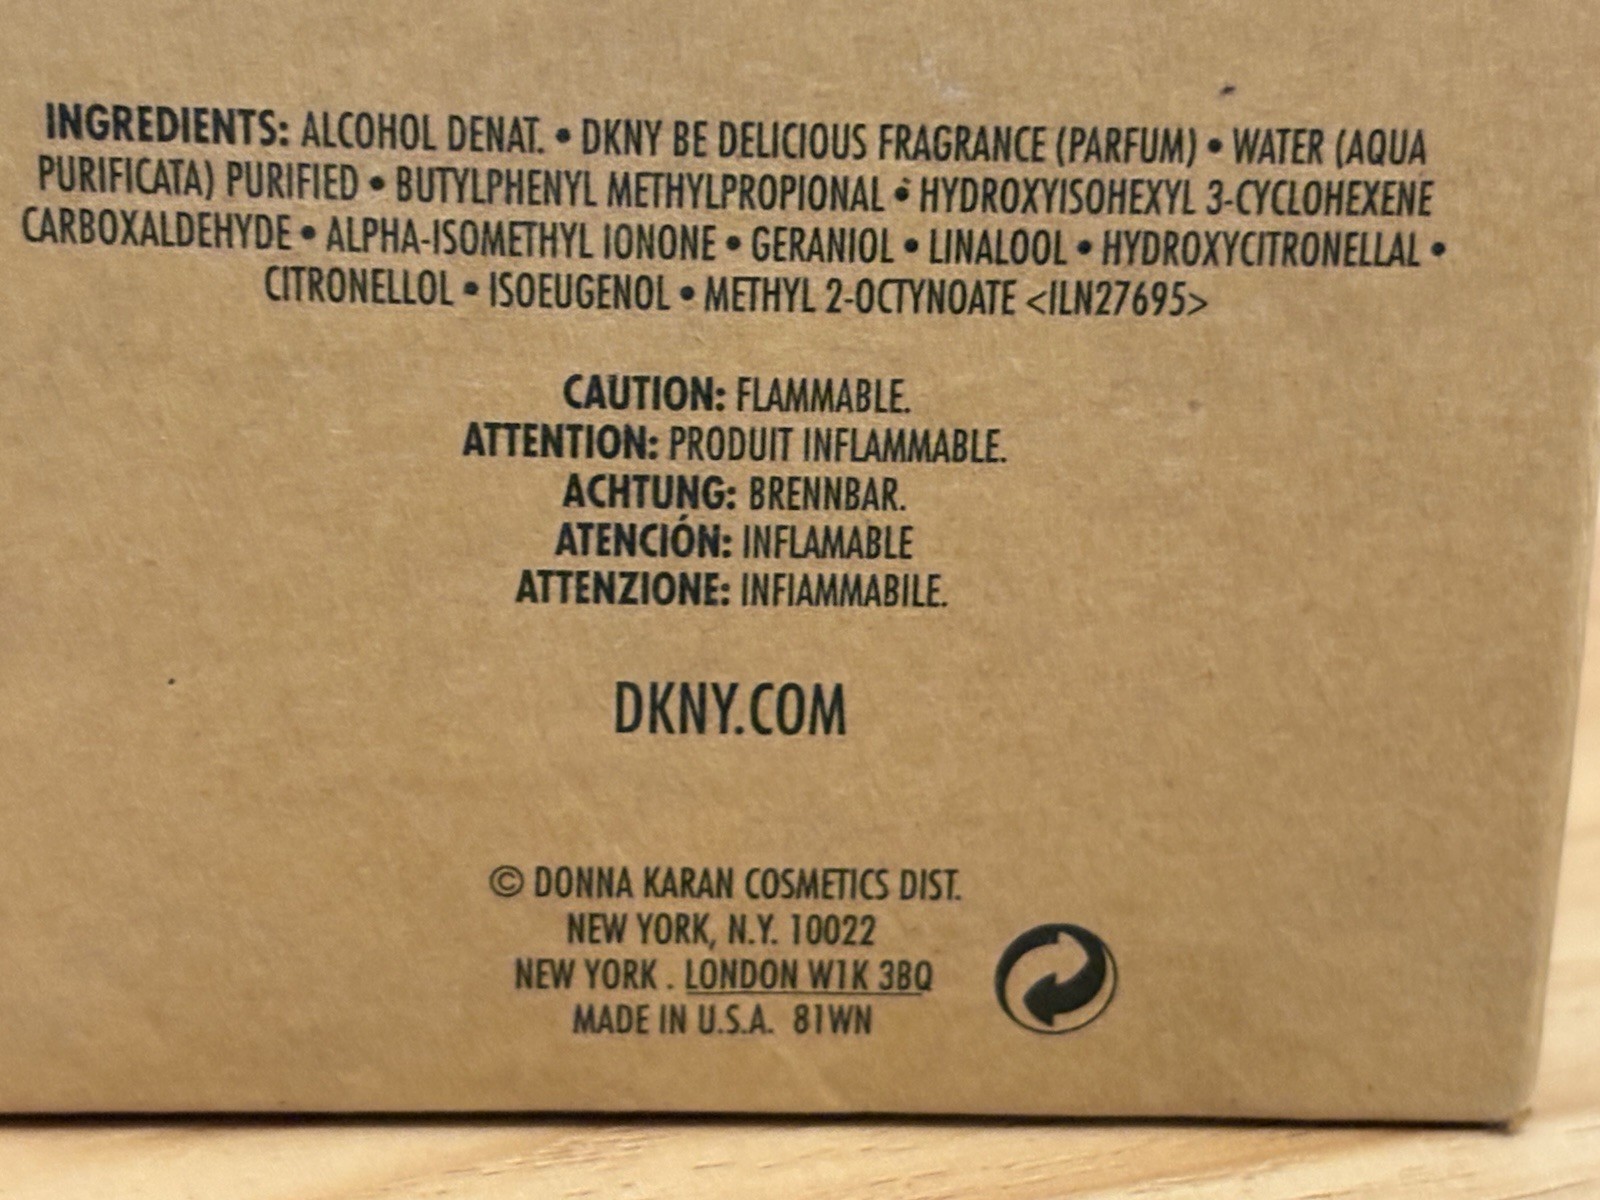 INGREDIENTS: ALCOHOL DENAT. • DKNY BE DELICIOUS FRAGRANCE (PARFUM) • WATER (AQUA
PURIFICATA) PURIFIED • BUTYLPHENYL METHYLPROPIONAL • HYDROXYISOHEXYL 3-CYCLOHEXENE
CARBOXALDEHYDE • ALPHA-ISOMETHYL IONONE • GERANIOL • LINALOOL • HYDROXYCITRONELLAL •
CITRONELLOL • ISOEUGENOL • METHYL 2-OCTYNOATE <ILN27695>
CAUTION: FLAMMABLE.
ATTENTION: PRODUIT INFLAMMABLE.
ACHTUNG: BRENNBAR.
ATENCIÓN: INFLAMABLE
ATTENZIONE: INFIAMMABILE.
DKNY.COM
© DONNA KARAN COSMETICS DIST.
NEW YORK, N.Y. 10022
NEW YORK . LONDON W1K 3BQ
MADE IN U.S.A. 81WN